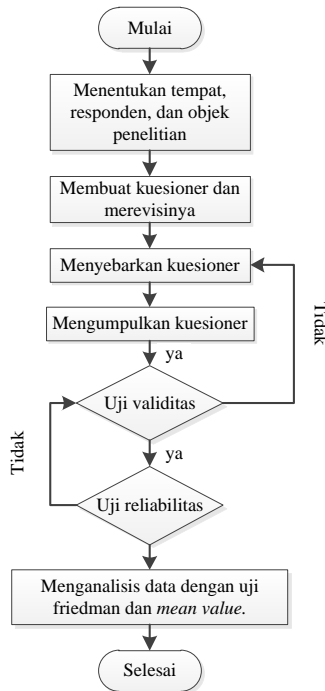 Mulai
Menentukan tempat,
responden, dan objek
penelitian
Membuat kuesioner dan
merevisinya
Menyebarkan kuesioner
Mengumpulkan kuesioner
Tidak
ya
Uji validitas
ya
Tidak
Uji reliabilitas
Menganalisis data dengan uji
friedman dan mean value.
Selesai